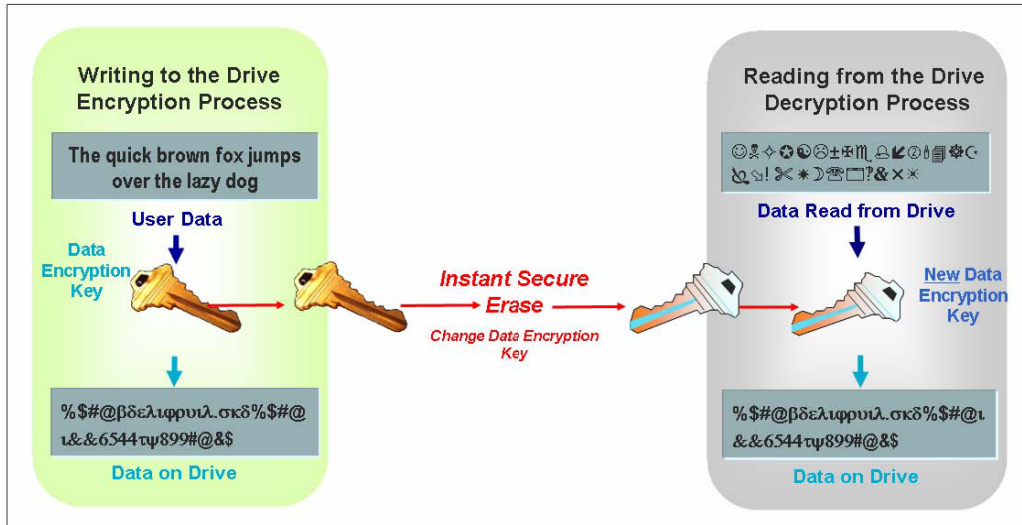 Writing to the Drive
Encryption Process
The quick brown fox jumps
over the lazy dog
User Data
Data
Encryption
Key
%$#@βδελιφρυιλ.σκδ%$#@
ι&&6544τψ899#@&$
Data on Drive
Instant Secure
Erase
Change Data Encryption
Key
Reading from the Drive
Decryption Process
Data Read from Drive
New Data
Encryption
Key
%$#@βδελιφρυιλ.σκδ%$#@ι
&&6544τψ899#@&$
Data on Drive